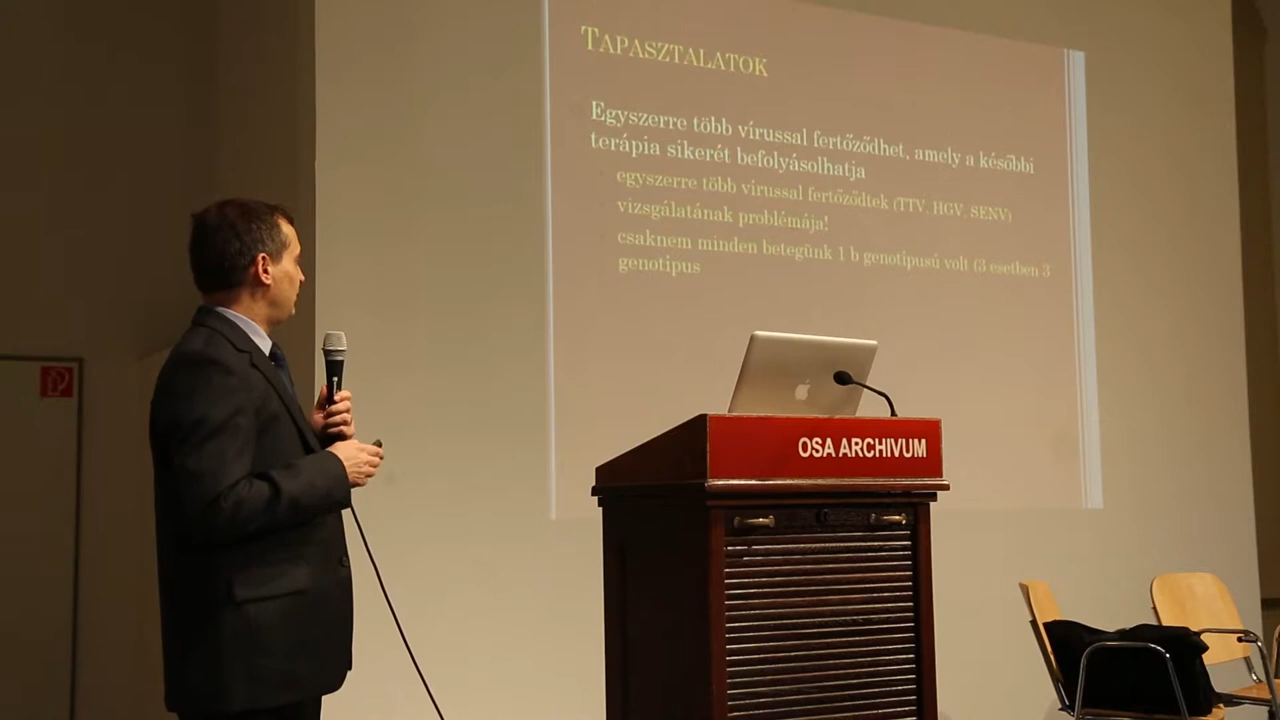 TAPASZTALATOK
Egyszerre több vírussal fertőződhet, amely a későbbi
terápia sikerét befolyásolhatja
egyszerre több vírussal fertőződtek (TTV, HGV, SENV)
vizsgálatának problémája!
csaknem minden betegünk 1 b genotípusú volt (3 esetben 3
genotipus
OSA ARCHIVUM